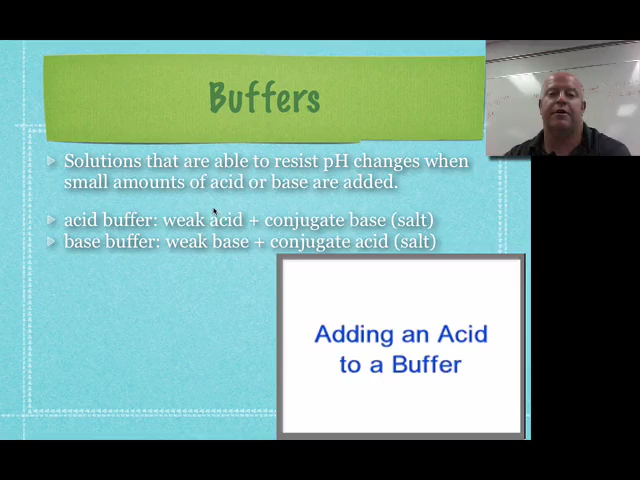 Buffers
Solutions that are able to resist pH changes when
small amounts of acid or base are added.
acid buffer: weak acid + conjugate base (salt)
base buffer: weak base + conjugate acid (salt)
Adding an Acid
to a Buffer